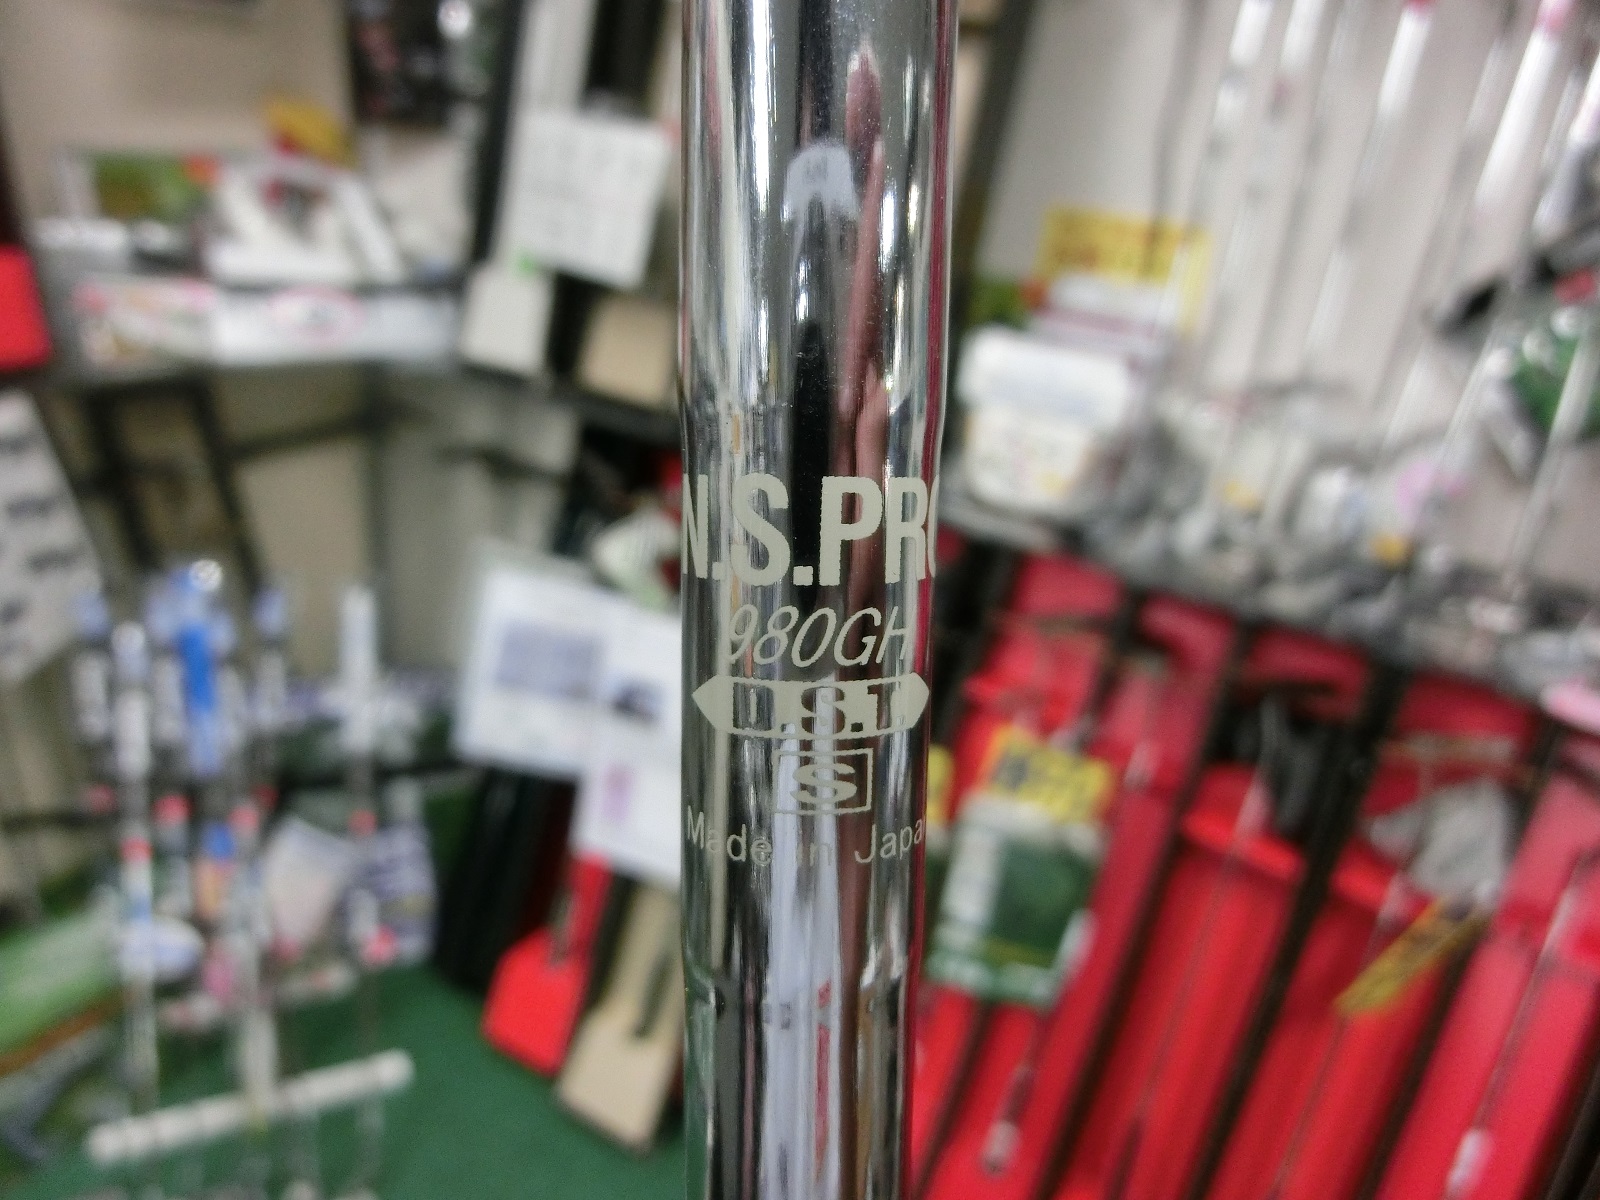 N.S.PRO
980GH
D.S.T.
S
Made in Japan